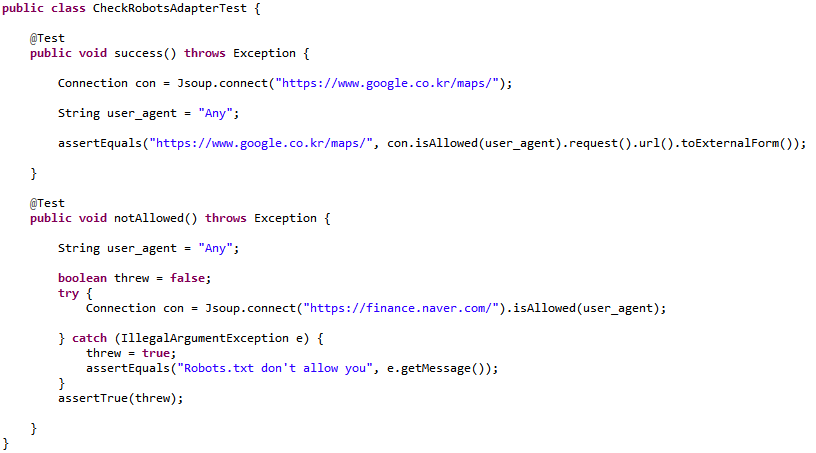 public class CheckRobotsAdapterTest {
@Test
public void success() throws Exception {
Connection con = Jsoup.connect("https://www.google.co.kr/maps/");
String user_agent = "Any";
assertEquals("https://www.google.co.kr/maps/", con.isAllowed(user_agent).request().url().toExternalForm());
}
@Test
public void notAllowed() throws Exception {
String user_agent = "Any";
boolean threw = false;
try {
Connection con = Jsoup.connect("https://finance.naver.com/").isAllowed(user_agent);
} catch (IllegalArgumentException e) {
threw = true;
assertEquals("Robots.txt don't allow you", e.getMessage());
}
assertTrue(threw);
}
}